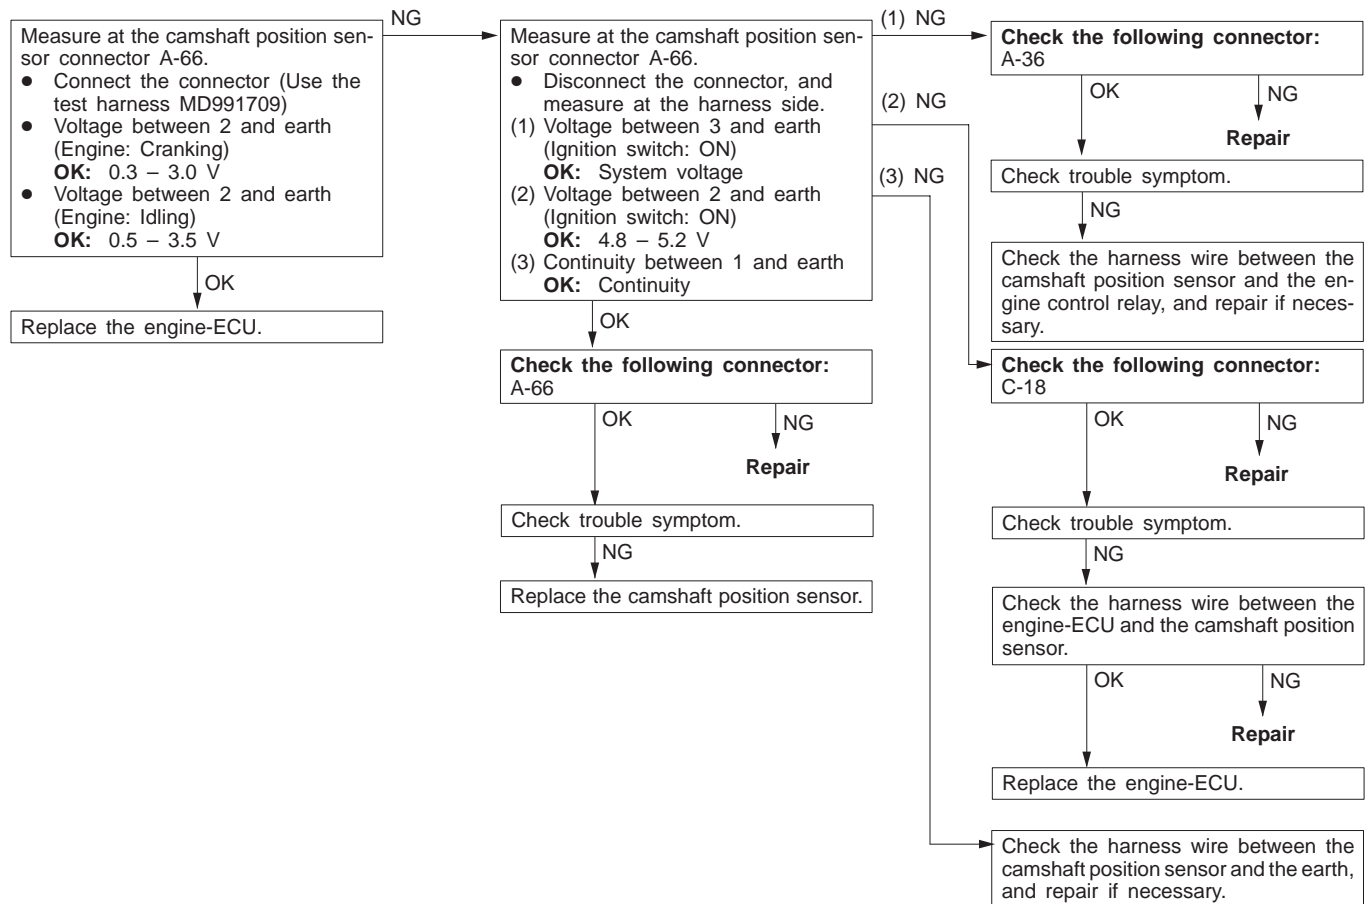 NG
Measure at the camshaft position sen-
sor connector A-66.
● Connect the connector (Use the
test harness MD991709)
● Voltage between 2 and earth
(Engine: Cranking)
OK: 0.3 – 3.0 V
● Voltage between 2 and earth
(Engine: Idling)
OK: 0.5 – 3.5 V
OK
Replace the engine-ECU.
Measure at the camshaft position sen-
sor connector A-66.
● Disconnect the connector, and
measure at the harness side.
(1) Voltage between 3 and earth
(Ignition switch: ON)
OK: System voltage
(2) Voltage between 2 and earth
(Ignition switch: ON)
OK: 4.8 – 5.2 V
(3) Continuity between 1 and earth
OK: Continuity
OK
Check the following connector:
A-66
OK
NG
Repair
Check trouble symptom.
NG
Replace the camshaft position sensor.
(1) NG
(2) NG
(3) NG
Check the following connector:
A-36
OK
NG
Repair
Check trouble symptom.
NG
Check the harness wire between the
camshaft position sensor and the en-
gine control relay, and repair if neces-
sary.
Check the following connector:
C-18
OK
NG
Repair
Check trouble symptom.
NG
Check the harness wire between the
engine-ECU and the camshaft position
sensor.
OK
NG
Repair
Replace the engine-ECU.
Check the harness wire between the
camshaft position sensor and the earth,
and repair if necessary.